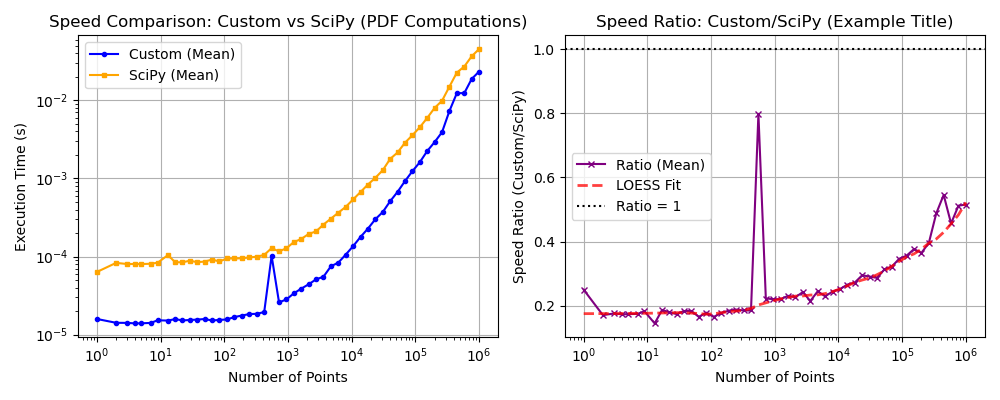 Speed Comparison: Custom vs SciPy (PDF Computations)
Custom (Mean)
SciPy (Mean)
Execution Time (s)
10⁻²
10⁻³
10⁻⁴
10⁻⁵
10⁰ 10¹ 10² 10³ 10⁴ 10⁵ 10⁶
Number of Points
Speed Ratio: Custom/SciPy (Example Title)
Speed Ratio (Custom/SciPy)
1.0
0.8
0.6
0.4
0.2
Ratio (Mean)
LOESS Fit
Ratio = 1
10⁰ 10¹ 10² 10³ 10⁴ 10⁵ 10⁶
Number of Points